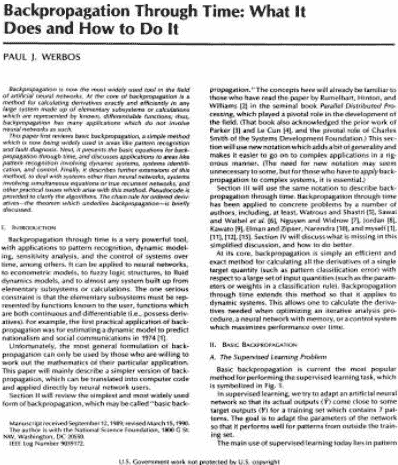 Backpropagation Through Time: What It
Does and How to Do It
PAUL J. WERBOS
Backpropagation is now the most widely used tool in the field
of artificial neural networks. At the core of backpropagation is a
method for calculating derivatives exactly and efficiently in any
large system made up of elementary subsystems or calculations
which are represented by known, differentiable functions; thus,
backpropagation has many applications which do not involve
neural networks as such.
This paper first reviews basic backpropagation, a simple method
which is now being widely used in areas like pattern recognition
and fault diagnosis. Next, it presents the basic equations for back-
propagation through time, and discusses applications to areas like
pattern recognition involving dynamic systems, systems identifi-
cation, and control. Finally, it describes further extensions of this
method, to deal with systems other than neural networks, systems
involving simultaneous equations or true recurrent networks, and
other practical issues which arise with this method. Pseudocode is
provided to clarify the algorithms. The chain rule for ordered deriv-
atives—the theorem which underlies backpropagation—is briefly
discussed.
I. INTRODUCTION
Backpropagation through time is a very powerful tool,
with applications to pattern recognition, dynamic model-
ing, sensitivity analysis, and the control of systems over
time, among others. It can be applied to neural networks,
to econometric models, to fuzzy logic structures, to fluid
dynamics models, and to almost any system built up from
elementary subsystems or calculations. The one serious
constraint is that the elementary subsystems must be rep-
resented by functions known to the user, functions which
are both continuous and differentiable (i.e., possess deriv-
atives). For example, the first practical application of back-
propagation was for estimating a dynamic model to predict
nationalism and social communications in 1974 [1].
Unfortunately, the most general formulation of back-
propagation can only be used by those who are willing to
work out the mathematics of their particular application.
This paper will mainly describe a simpler version of back-
propagation, which can be translated into computer code
and applied directly by neural network users.
Section II will review the simplest and most widely used
form of backpropagation, which may be called "basic back-
Manuscript received September 12, 1989; revised March 15, 1990.
The author is with the National Science Foundation, 1800 G St.
NW, Washington, DC 20550.
IEEE Log Number 9039172.
propagation." The concepts here will already be familiar to
those who have read the paper by Rumelhart, Hinton, and
Williams [2] in the seminal book Parallel Distributed Pro-
cessing, which played a pivotal role in the development of
the field. (That book also acknowledged the prior work of
Parker [3] and Le Cun [4], and the pivotal role of Charles
Smith of the Systems Development Foundation.) This sec-
tion will use new notation which adds a bit of generality and
makes it easier to go on to complex applications in a rig-
orous manner. (The need for new notation may seem
unnecessary to some, but for those who have to apply back-
propagation to complex systems, it is essential.)
Section III will use the same notation to describe back-
propagation through time. Backpropagation through time
has been applied to concrete problems by a number of
authors, including, at least, Watrous and Shastri [5], Sawai
and Waibel et al. [6], Nguyen and Widrow [7], Jordan [8],
Kawato [9], Elman and Zipser, Narendra [10], and myself [1],
[11], [12], [15]. Section IV will discuss what is missing in this
simplified discussion, and how to do better.
At its core, backpropagation is simply an efficient and
exact method for calculating all the derivatives of a single
target quantity (such as pattern classification error) with
respect to a large set of input quantities (such as the param-
eters or weights in a classification rule). Backpropagation
through time extends this method so that it applies to
dynamic systems. This allows one to calculate the deriva-
tives needed when optimizing an iterative analysis pro-
cedure, a neural network with memory, or a control system
which maximizes performance over time.
II. BASIC BACKPROPAGATION
A. The Supervised Learning Problem
Basic backpropagation is current the most popular
method for performing the supervised learning task, which
is symbolized in Fig. 1.
In supervised learning, we try to adapt an artificial neural
network so that its actual outputs (Ŷ) come close to some
target outputs (Y) for a training set which contains T pat-
terns. The goal is to adapt the parameters of the network
so that it performs well for patterns from outside the train-
ing set.
The main use of supervised learning today lies in pattern
U.S. Government work not protected by U.S. copyright